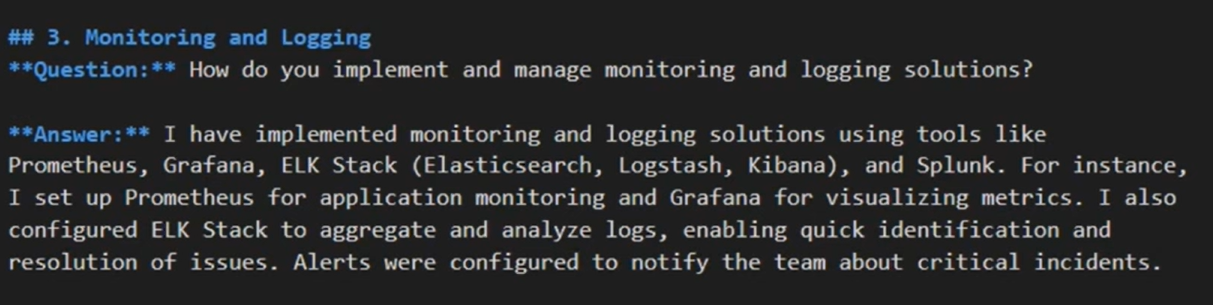 ## 3. Monitoring and Logging
**Question:** How do you implement and manage monitoring and logging solutions?
**Answer:** I have implemented monitoring and logging solutions using tools like
Prometheus, Grafana, ELK Stack (Elasticsearch, Logstash, Kibana), and Splunk. For instance,
I set up Prometheus for application monitoring and Grafana for visualizing metrics. I also
configured ELK Stack to aggregate and analyze logs, enabling quick identification and
resolution of issues. Alerts were configured to notify the team about critical incidents.